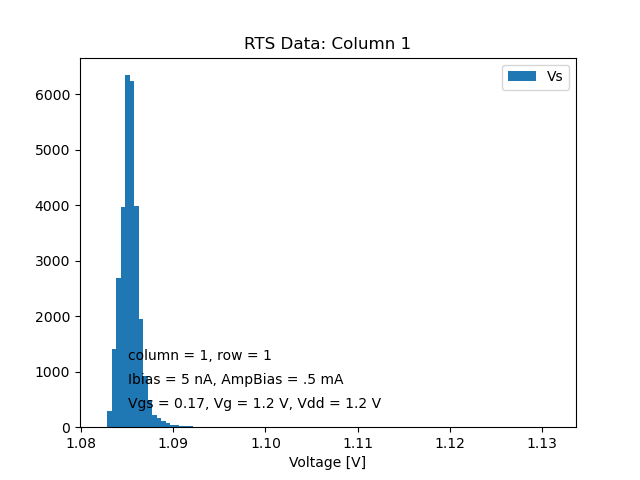 RTS Data: Column 1
Vs
6000
5000
4000
3000
2000
1000
0
column = 1, row = 1
Ibias = 5 nA, AmpBias = .5 mA
Vgs = 0.17, Vg = 1.2 V, Vdd = 1.2 V
1.08 1.09 1.10 1.11 1.12 1.13
Voltage [V]